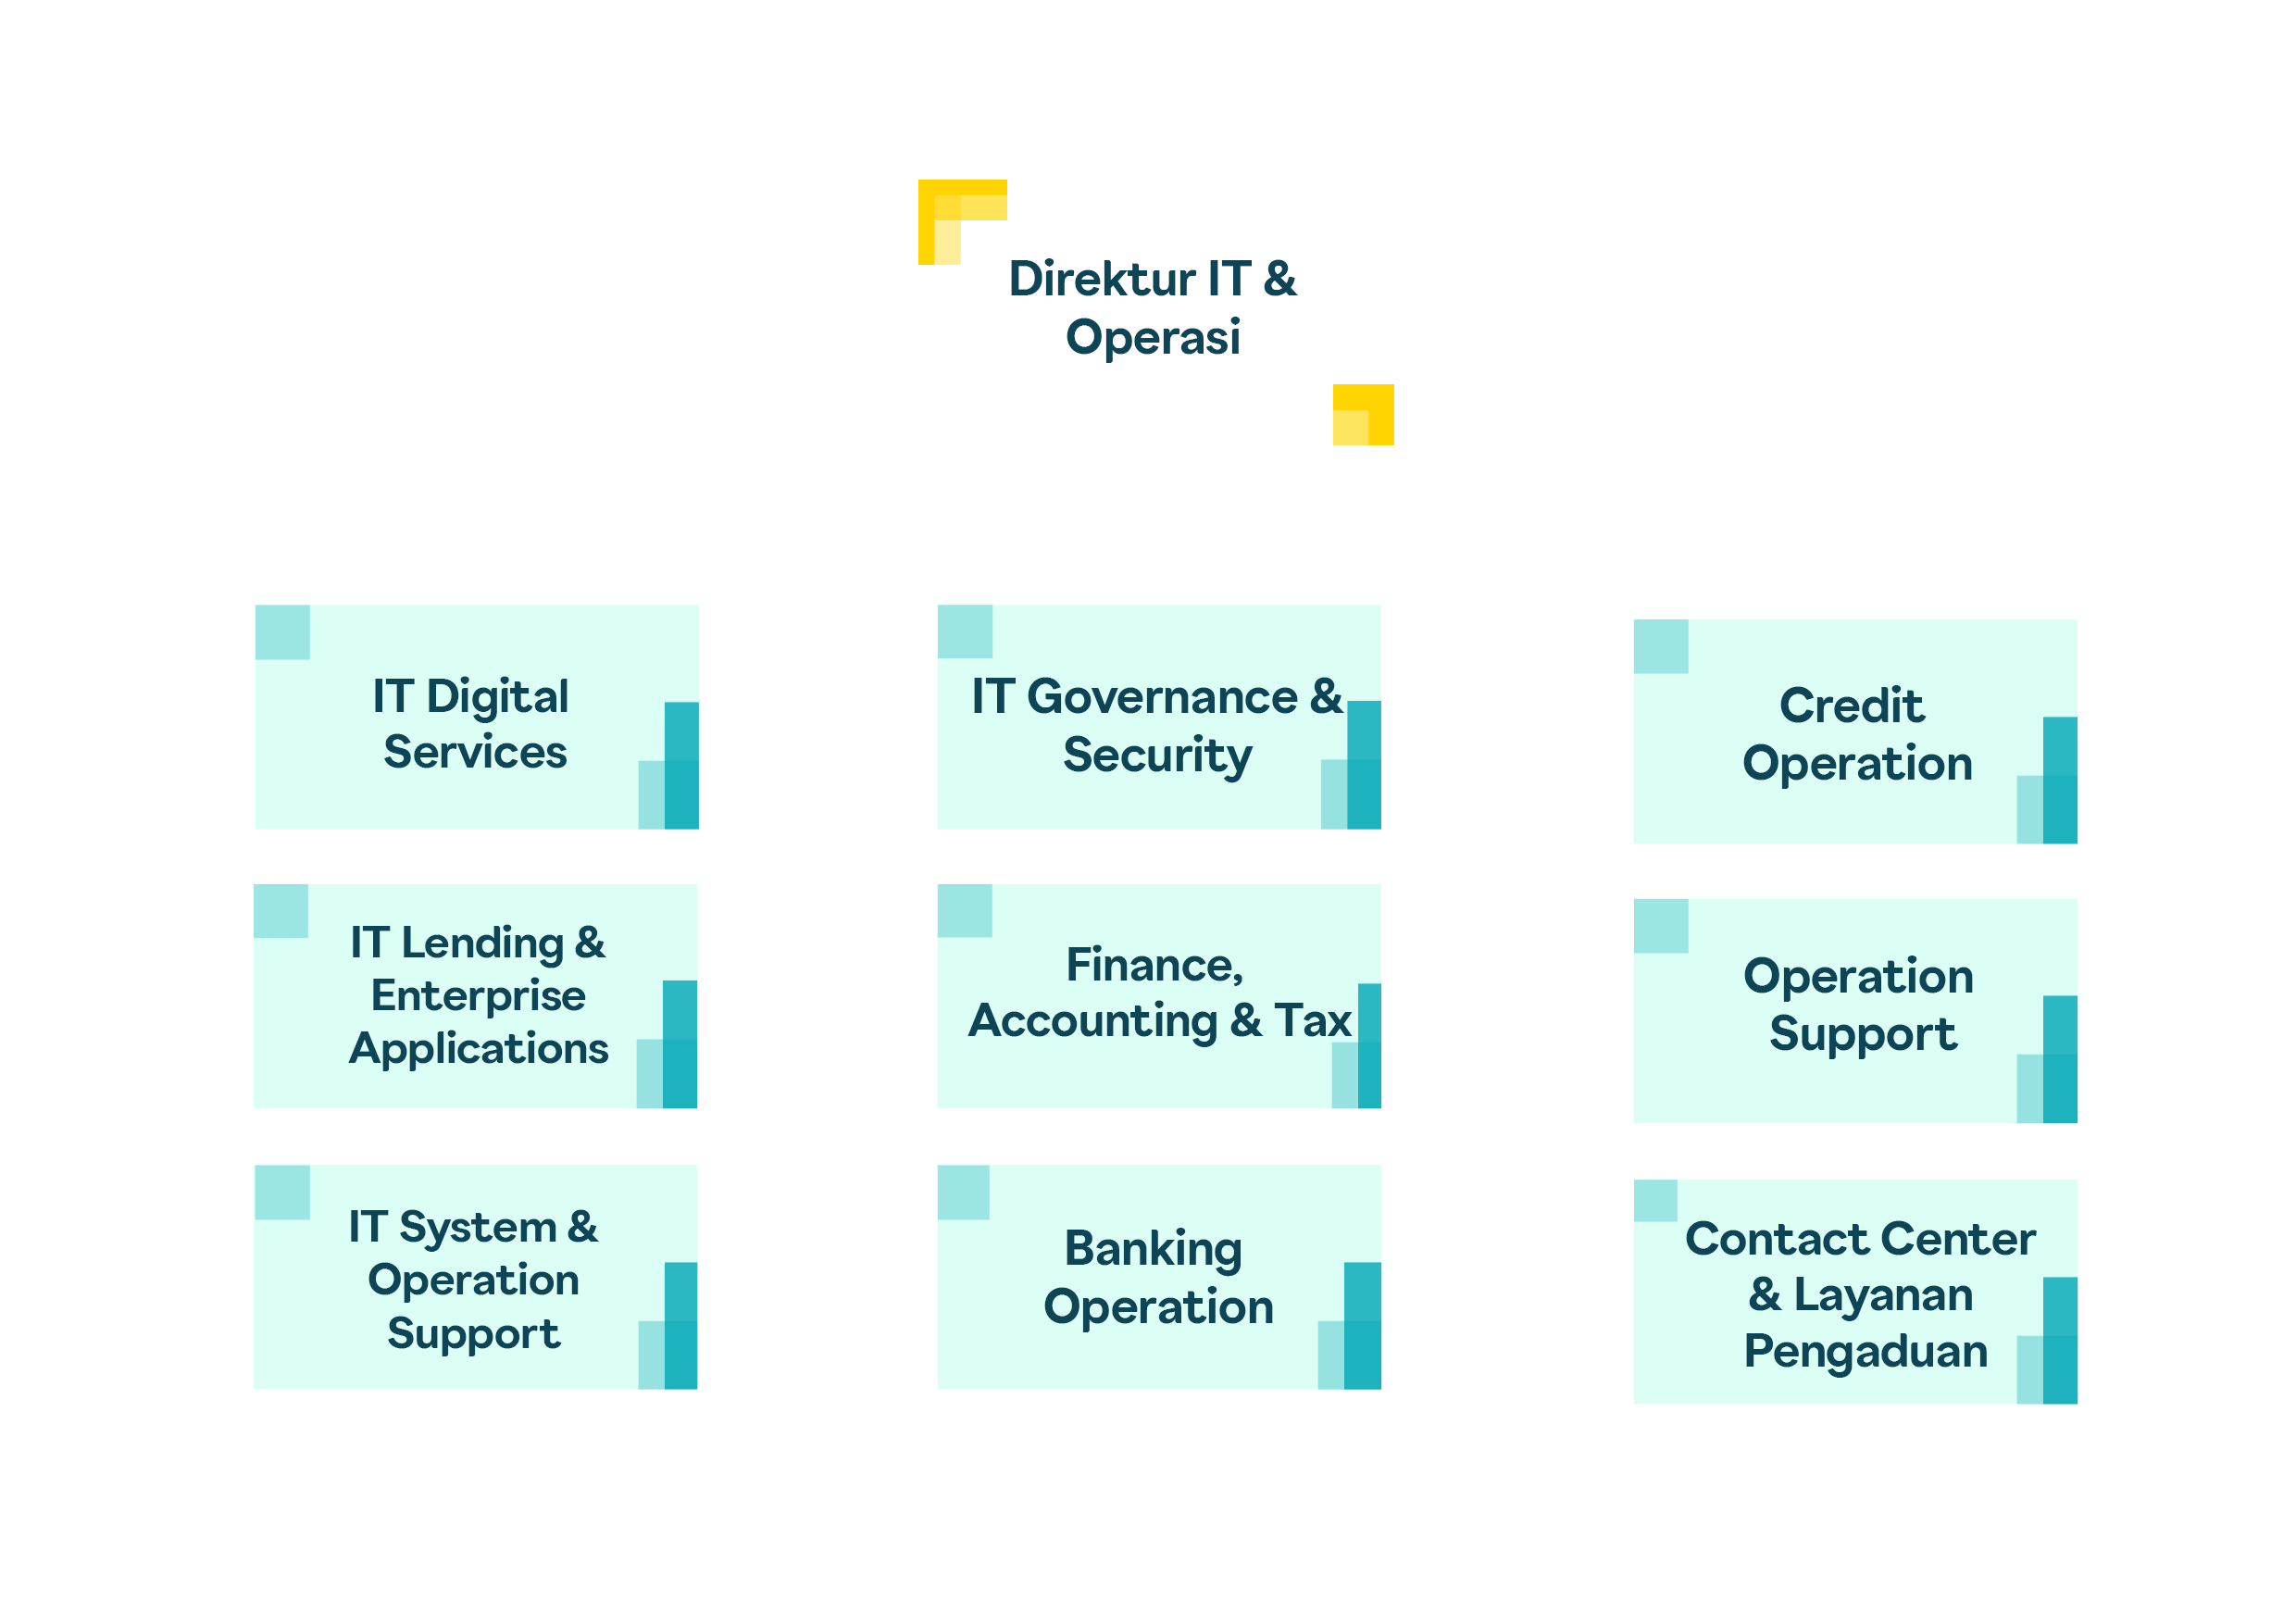 Direktur IT &
Operasi
IT Digital
Services
IT Governance &
Security
Credit
Operation
IT Lending &
Enterprise
Applications
Finance,
Accounting & Tax
Operation
Support
IT System &
Operation
Support
Banking
Operation
Contact Center
& Layanan
Pengaduan